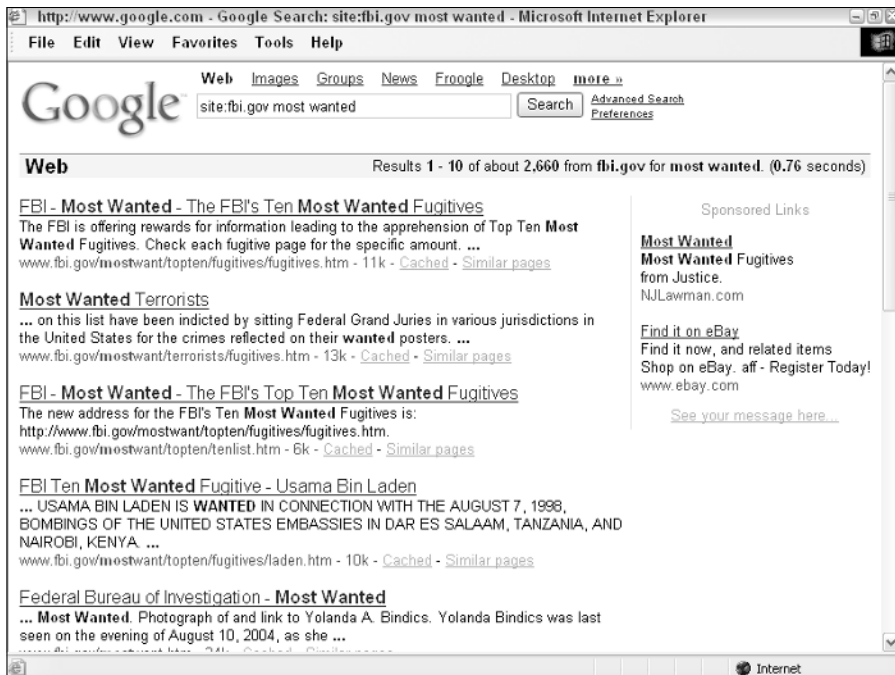 http://www.google.com - Google Search: site:fbi.gov most wanted - Microsoft Internet Explorer
File Edit View Favorites Tools Help
Google
Web Images Groups News Froogle Desktop more »
site:fbi.gov most wanted
Search
Advanced Search
Preferences
Web
Results 1 - 10 of about 2,660 from fbi.gov for most wanted. (0.76 seconds)
FBI - Most Wanted - The FBI's Ten Most Wanted Fugitives
The FBI is offering rewards for information leading to the apprehension of Top Ten Most
Wanted Fugitives. Check each fugitive page for the specific amount. ...
www.fbi.gov/mostwant/topten/fugitives/fugitives.htm - 11k - Cached - Similar pages
Most Wanted Terrorists
... on this list have been indicted by sitting Federal Grand Juries in various jurisdictions in
the United States for the crimes reflected on their wanted posters. ...
www.fbi.gov/mostwant/terrorists/fugitives.htm - 13k - Cached - Similar pages
FBI - Most Wanted - The FBI's Top Ten Most Wanted Fugitives
The new address for the FBI's Ten Most Wanted Fugitives is:
http://www.fbi.gov/mostwant/topten/fugitives/fugitives.htm.
www.fbi.gov/mostwant/topten/tenlist.htm - 6k - Cached - Similar pages
FBI Ten Most Wanted Fugitive - Usama Bin Laden
... USAMA BIN LADEN IS WANTED IN CONNECTION WITH THE AUGUST 7, 1998,
BOMBINGS OF THE UNITED STATES EMBASSIES IN DAR ES SALAAM, TANZANIA, AND
NAIROBI, KENYA. ...
www.fbi.gov/mostwant/topten/fugitives/laden.htm - 10k - Cached - Similar pages
Federal Bureau of Investigation - Most Wanted
... Most Wanted. Photograph of and link to Yolanda A. Bindics. Yolanda Bindics was last
seen on the evening of August 10, 2004, as she ...
Sponsored Links
Most Wanted
Most Wanted Fugitives
from Justice.
NJLawman.com
Find it on eBay
Find it now, and related items
Shop on eBay. aff - Register Today!
www.ebay.com
See your message here...
Internet